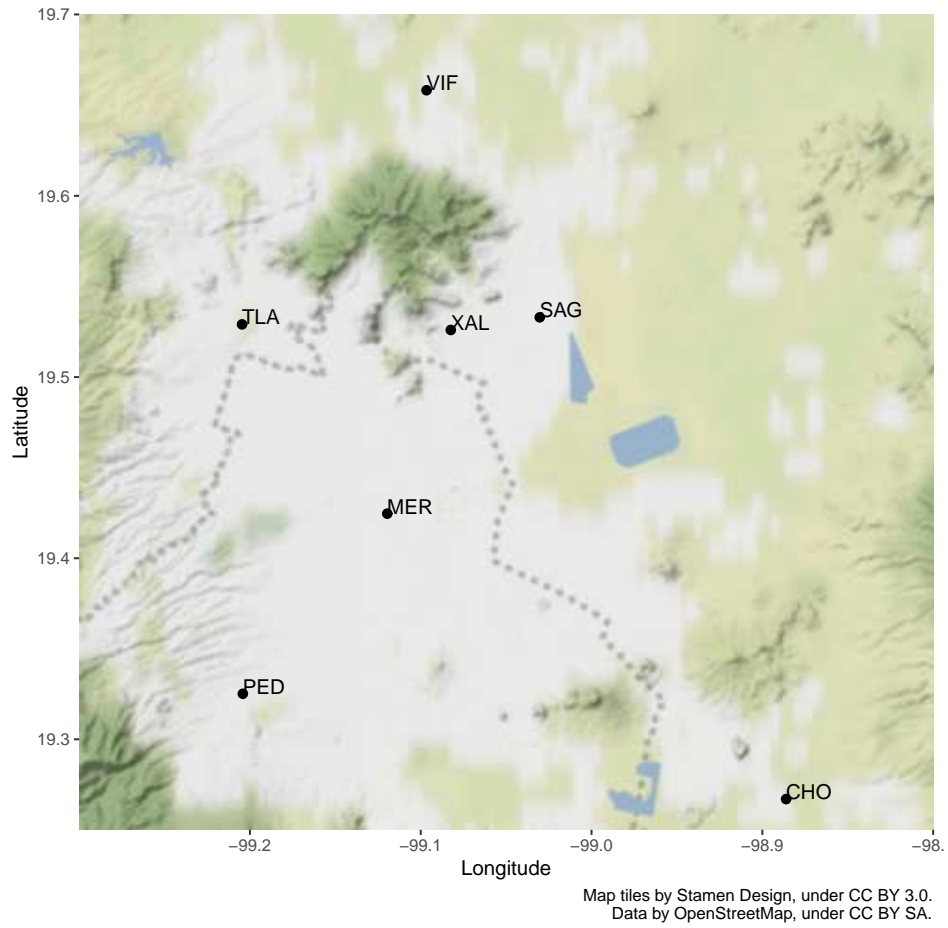 19.7
VIF
19.6
TLA
XAL
SAG
19.5
MER
19.4
PED
19.3
CHO
Latitude
−99.2
−99.1
−99.0
−98.9
−98.
Longitude
Map tiles by Stamen Design, under CC BY 3.0.
Data by OpenStreetMap, under CC BY SA.